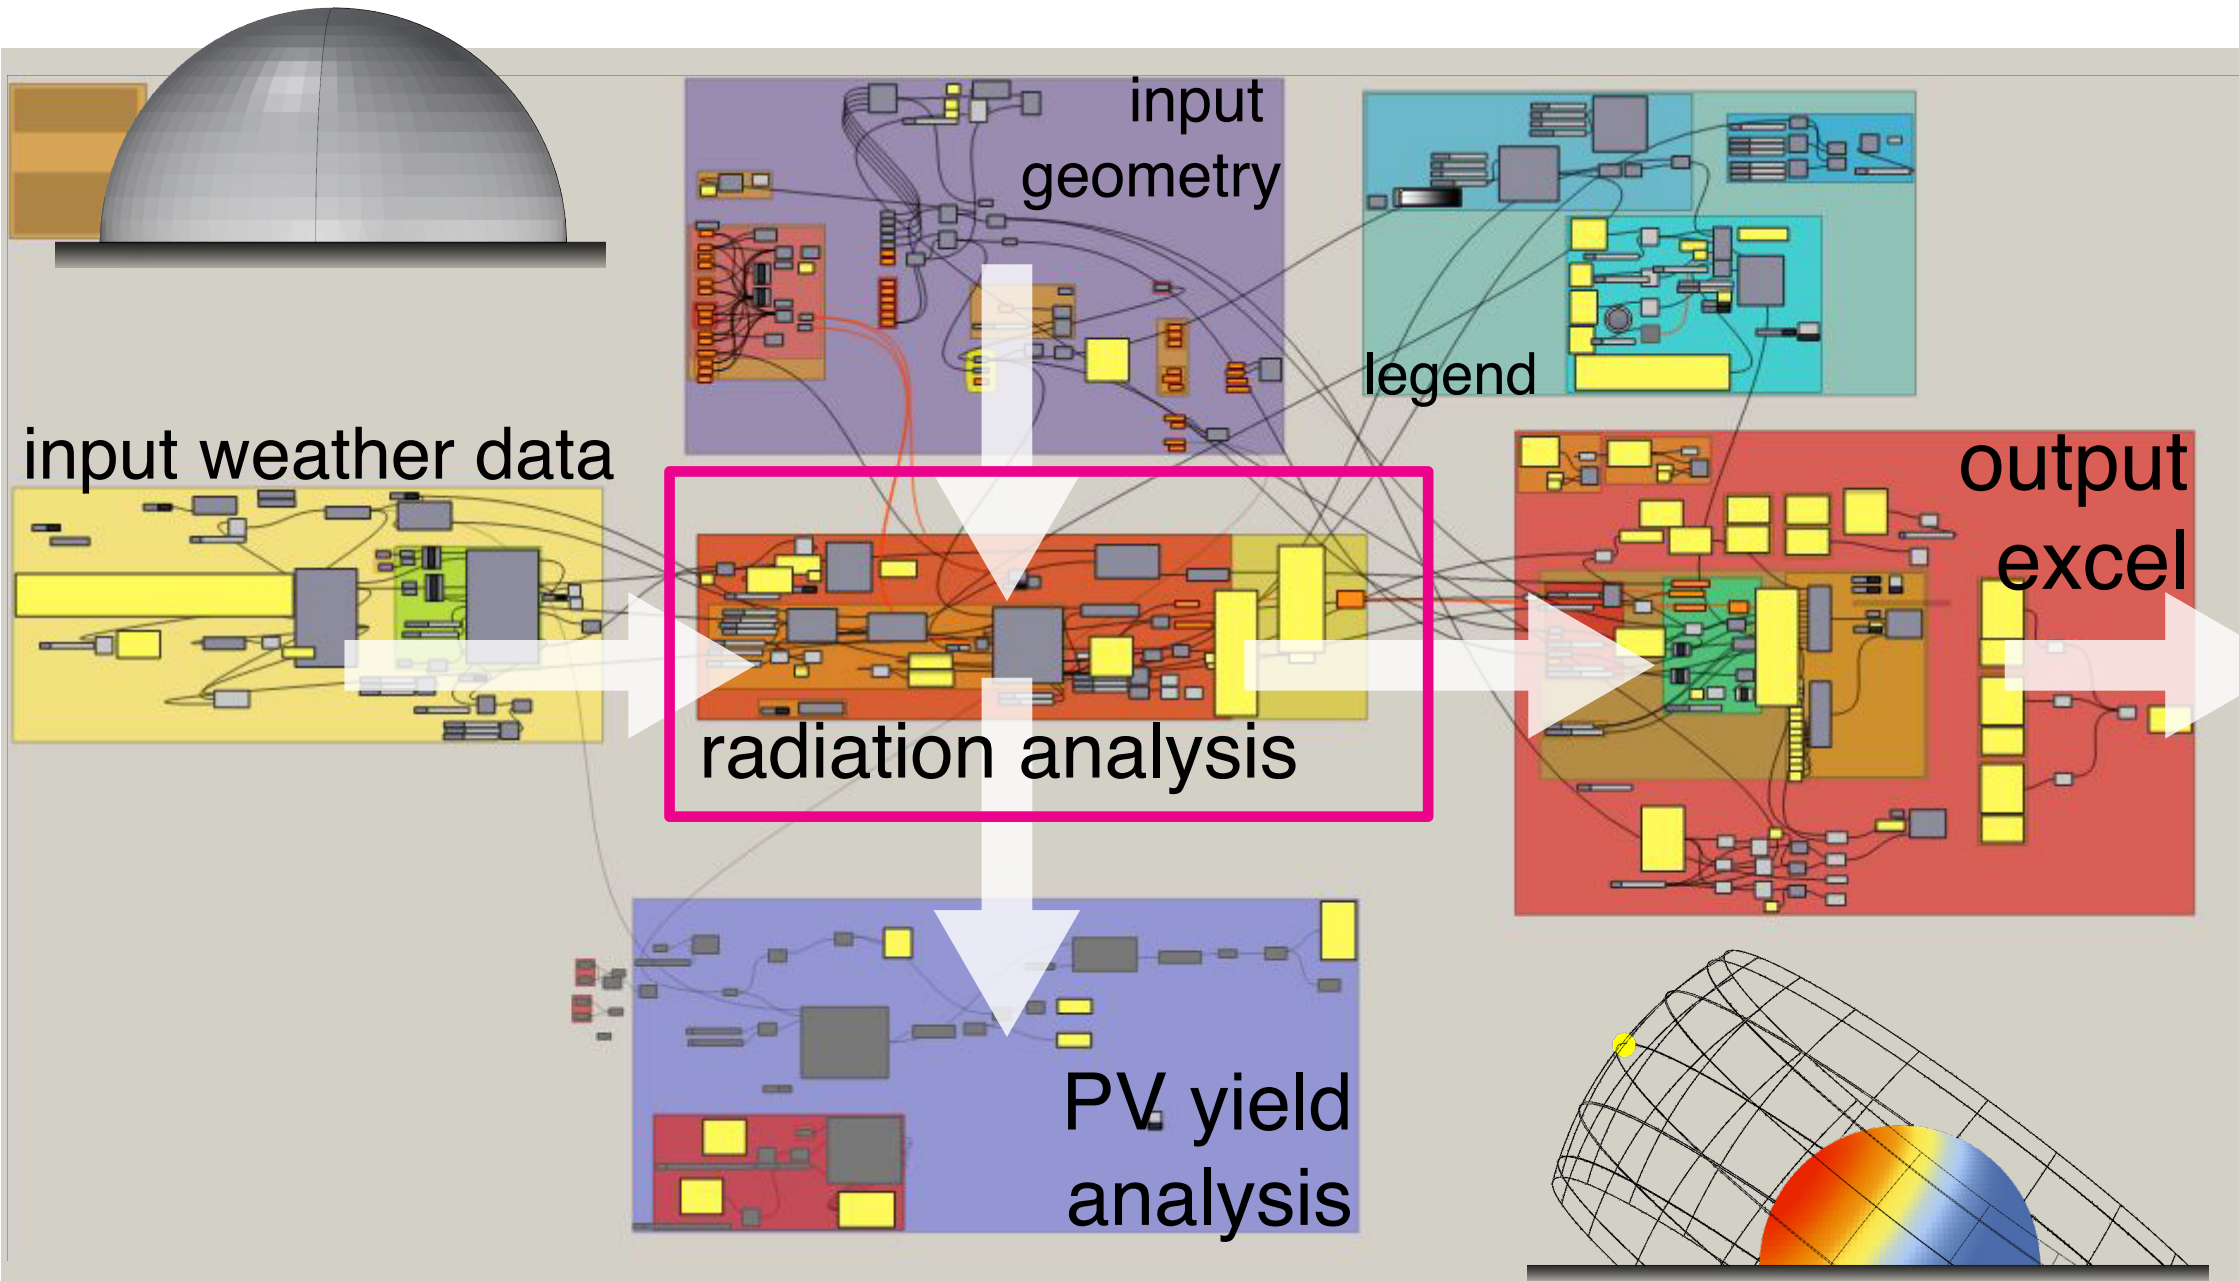 input
geometry
legend
input weather data
output
excel
radiation analysis
PV yield
analysis